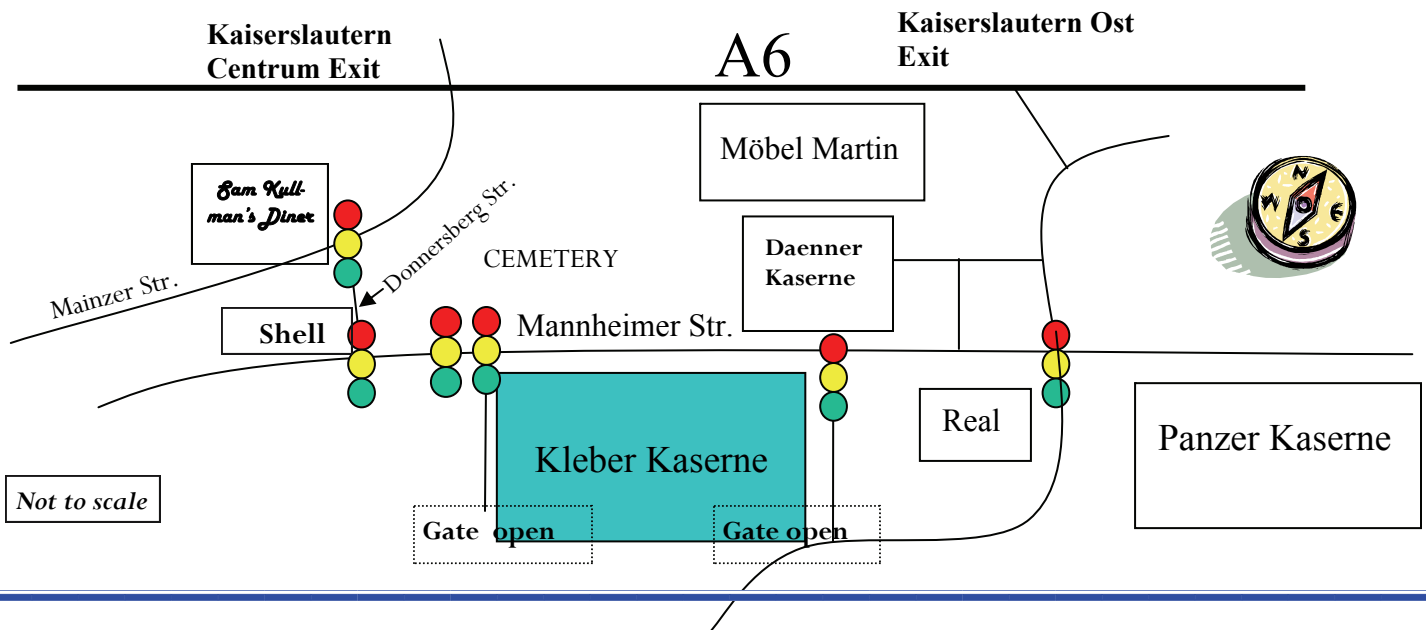 Kaiserslautern
Centrum Exit
A6
Kaiserslautern Ost
Exit
Möbel Martin
Sam Kull-
man's Diner
Donnersberg Str.
CEMETERY
Daenner
Kaserne
N
W
E
S
Mainzer Str.
Shell
Mannheimer Str.
Real
Panzer Kaserne
Kleber Kaserne
Not to scale
Gate open
Gate open